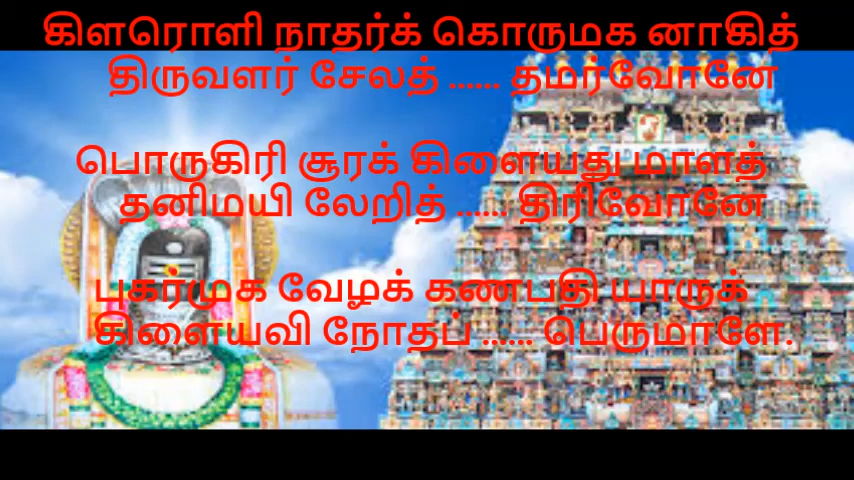 கிளரொளி நாதர்க் கொருமக னாகித்
திருவளர் சேலத் ...... தமர்வோனே
பொருகிரி சூரக் கிளையது மாளத்
தனிமயி லேறித் ...... திரிவோனே
புகர்முக வேழக் கணபதி யாருக்
கிளையவி நோதப் ...... பெருமாளே.